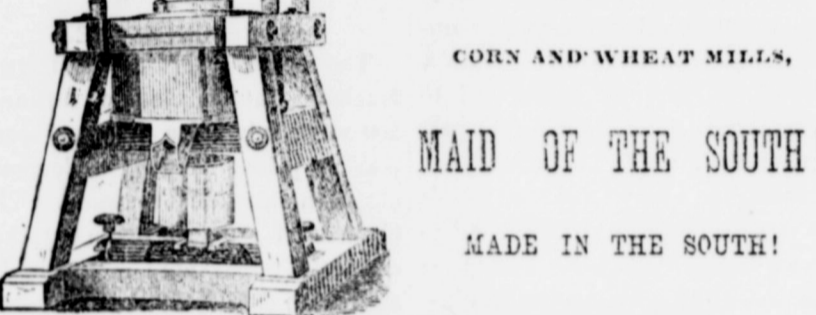 CORN AND WHEAT MILLS,
MAID OF THE SOUTH
MADE IN THE SOUTH!